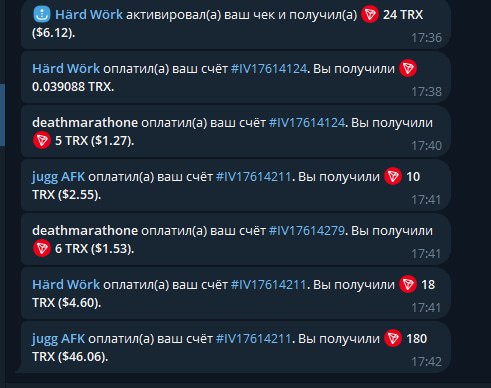 Härd Wörk активировал(а) ваш чек и получил(а) 24 TRX
($6.12).
17:36
Härd Wörk оплатил(а) ваш счёт #IV17614124. Вы получили
0.039088 TRX.
17:38
deathmarathone оплатил(а) ваш счёт #IV17614124. Вы получили
5 TRX ($1.27).
17:40
jugg AFK оплатил(а) ваш счёт #IV17614211. Вы получили 10
TRX ($2.55).
17:41
deathmarathone оплатил(а) ваш счёт #IV17614279. Вы получили
6 TRX ($1.53).
17:41
Härd Wörk оплатил(а) ваш счёт #IV17614211. Вы получили 18
TRX ($4.60).
17:41
jugg AFK оплатил(а) ваш счёт #IV17614211. Вы получили 180
TRX ($46.06).
17:42